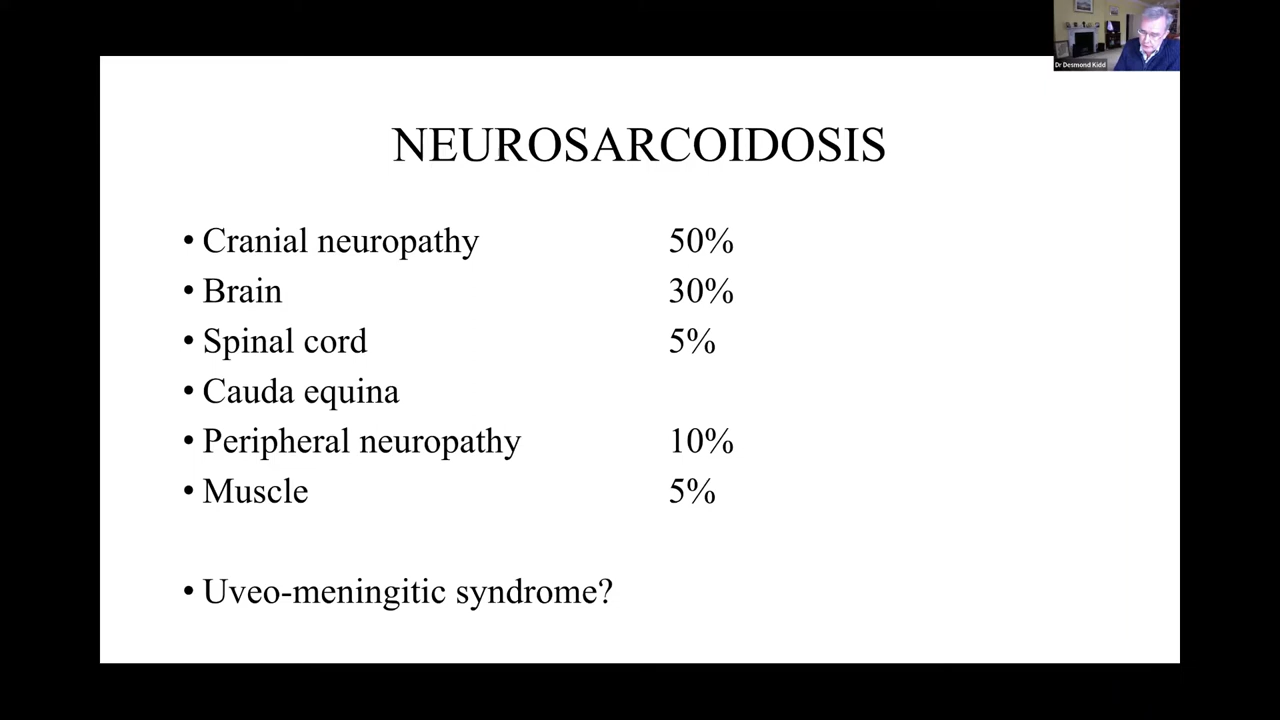 Dr Desmond Kidd
NEUROSARCOIDOSIS
• Cranial neuropathy 50%
• Brain 30%
• Spinal cord 5%
• Cauda equina
• Peripheral neuropathy 10%
• Muscle 5%
• Uveo-meningitic syndrome?